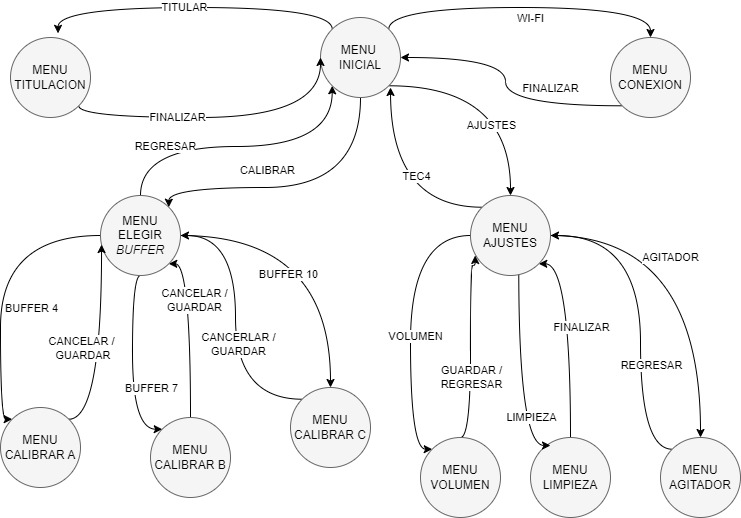 TITULAR
WI-FI
MENU
INICIAL
MENU
TITULACION
MENU
CONEXION
FINALIZAR
FINALIZAR
REGRESAR
AJUSTES
CALIBRAR
TEC4
MENU
ELEGIR
BUFFER
MENU
AJUSTES
AGITADOR
BUFFER 10
CANCELAR /
GUARDAR
BUFFER 4
FINALIZAR
VOLUMEN
CANCELAR /
GUARDAR
CANCERLAR /
GUARDAR
REGRESAR
GUARDAR /
REGRESAR
BUFFER 7
LIMPIEZA
MENU
CALIBRAR A
MENU
CALIBRAR B
MENU
CALIBRAR C
MENU
VOLUMEN
MENU
LIMPIEZA
MENU
AGITADOR